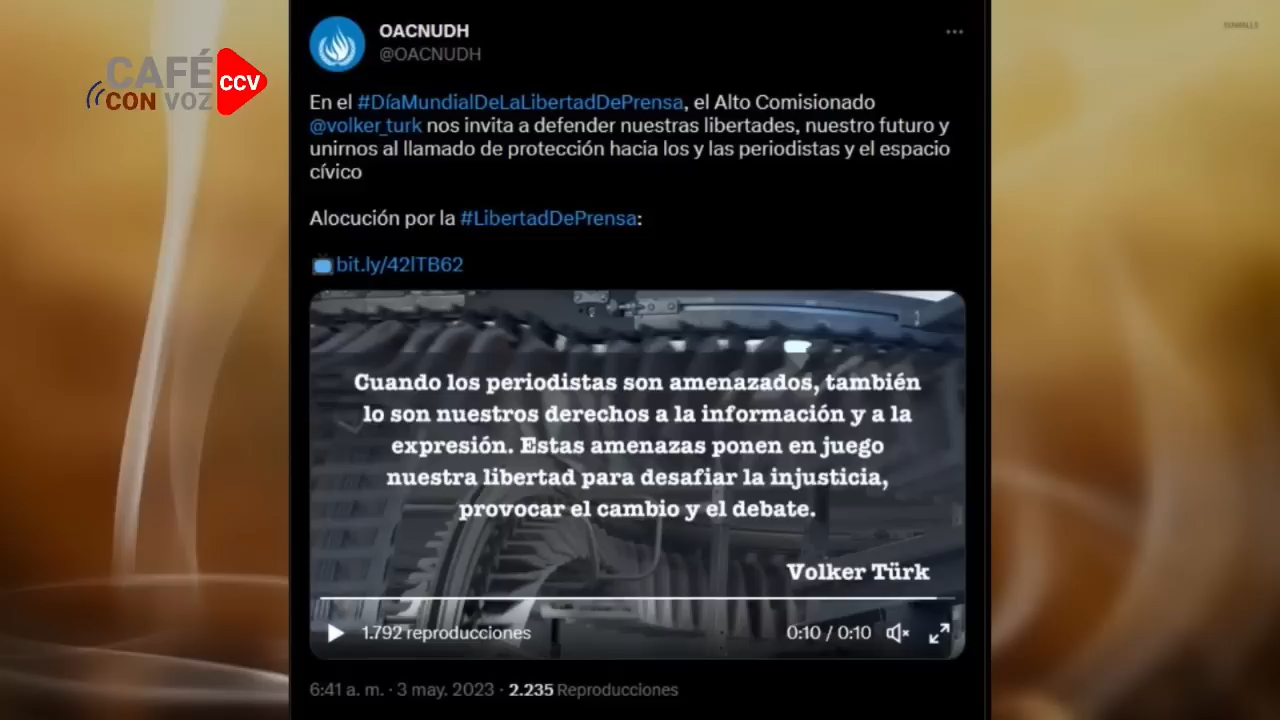 CAFÉ
CON VOZ
CCV
OACNUDH
@OACNUDH
En el #DíaMundialDeLaLibertadDePrensa, el Alto Comisionado
@volker_turk nos invita a defender nuestras libertades, nuestro futuro y
unirnos al llamado de protección hacia los y las periodistas y el espacio
cívico
Alocución por la #LibertadDePrensa:
bit.ly/42lTB62
Cuando los periodistas son amenazados, también
lo son nuestros derechos a la información y a la
expresión. Estas amenazas ponen en juego
nuestra libertad para desafiar la injusticia,
provocar el cambio y el debate.
Volker Türk
1.792 reproducciones
0:10 / 0:10
6:41 a. m. · 3 may. 2023 · 2.235 Reproducciones